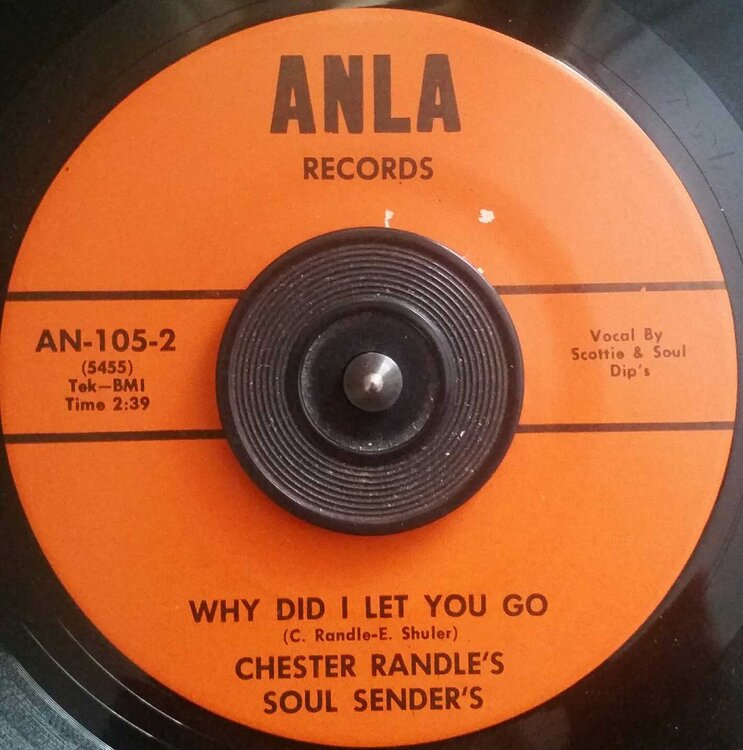 ANLA
RECORDS
AN-105-2
(5455)
Tek—BMI
Time 2:39
Vocal By
Scottie & Soul
Dip's
WHY DID I LET YOU GO
(C. Randle-E. Shuler)
CHESTER RANDLE'S
SOUL SENDER'S